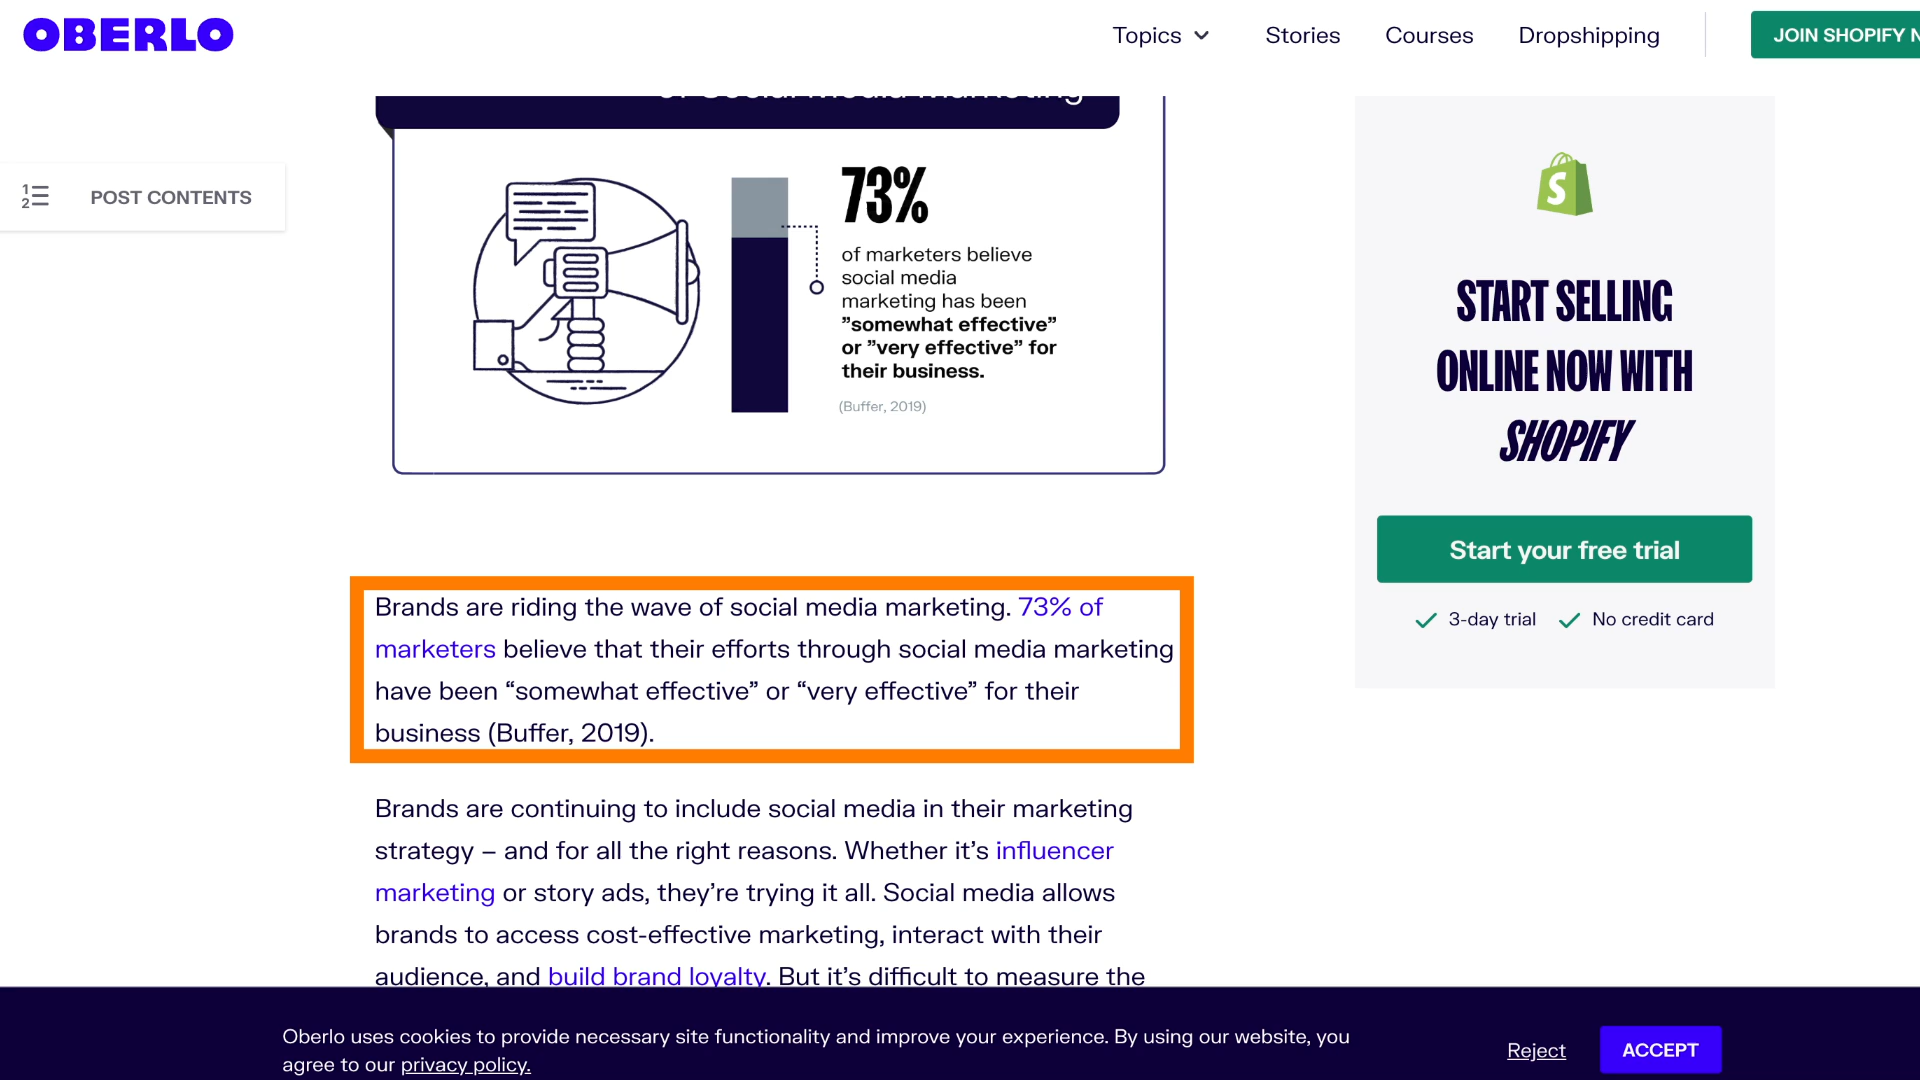 OBERLO
Topics
Stories
Courses
Dropshipping
JOIN SHOPIFY N
of Social Media Marketing
1
2
POST CONTENTS
73%
of marketers believe
social media
marketing has been
”somewhat effective”
or ”very effective” for
their business.
(Buffer, 2019)
S
START SELLING
ONLINE NOW WITH
SHOPIFY
Start your free trial
3-day trial
No credit card
Brands are riding the wave of social media marketing. 73% of
marketers believe that their efforts through social media marketing
have been “somewhat effective” or “very effective” for their
business (Buffer, 2019).
Brands are continuing to include social media in their marketing
strategy – and for all the right reasons. Whether it’s influencer
marketing or story ads, they’re trying it all. Social media allows
brands to access cost-effective marketing, interact with their
audience, and build brand loyalty. But it’s difficult to measure the
Oberlo uses cookies to provide necessary site functionality and improve your experience. By using our website, you
agree to our privacy policy.
Reject
ACCEPT